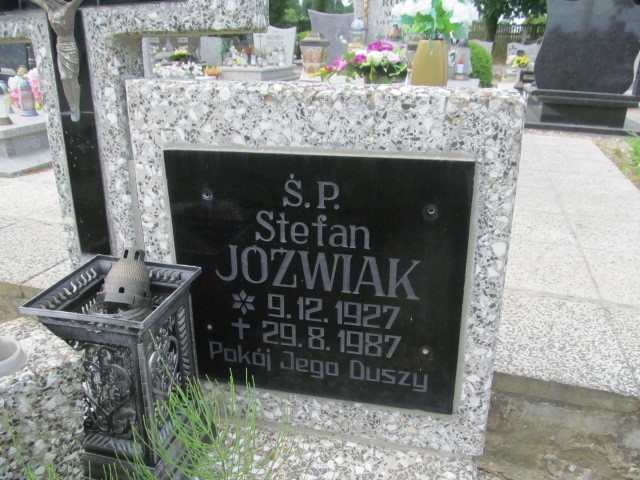 Ś.P.
Stefan
JOZWIAK
9.12.1927
29.8.1987
Pokój Jego Duszy